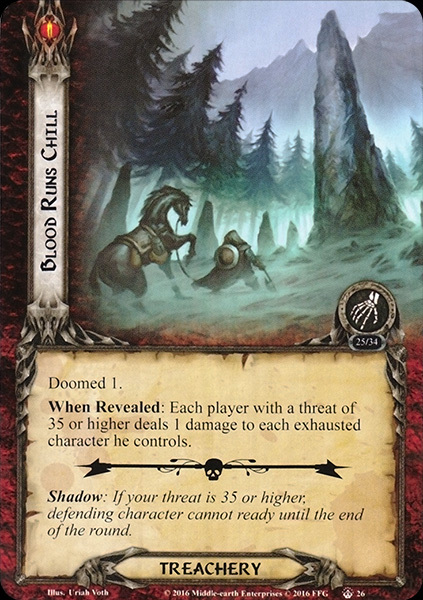 BLOOD RUNS CHILL
25/34
Doomed 1.
When Revealed: Each player with a threat of
35 or higher deals 1 damage to each exhausted
character he controls.
Shadow: If your threat is 35 or higher,
defending character cannot ready until the end
of the round.
TREACHERY
Illus. Uriah Voth © 2016 Middle-earth Enterprises © 2016 FFG 26